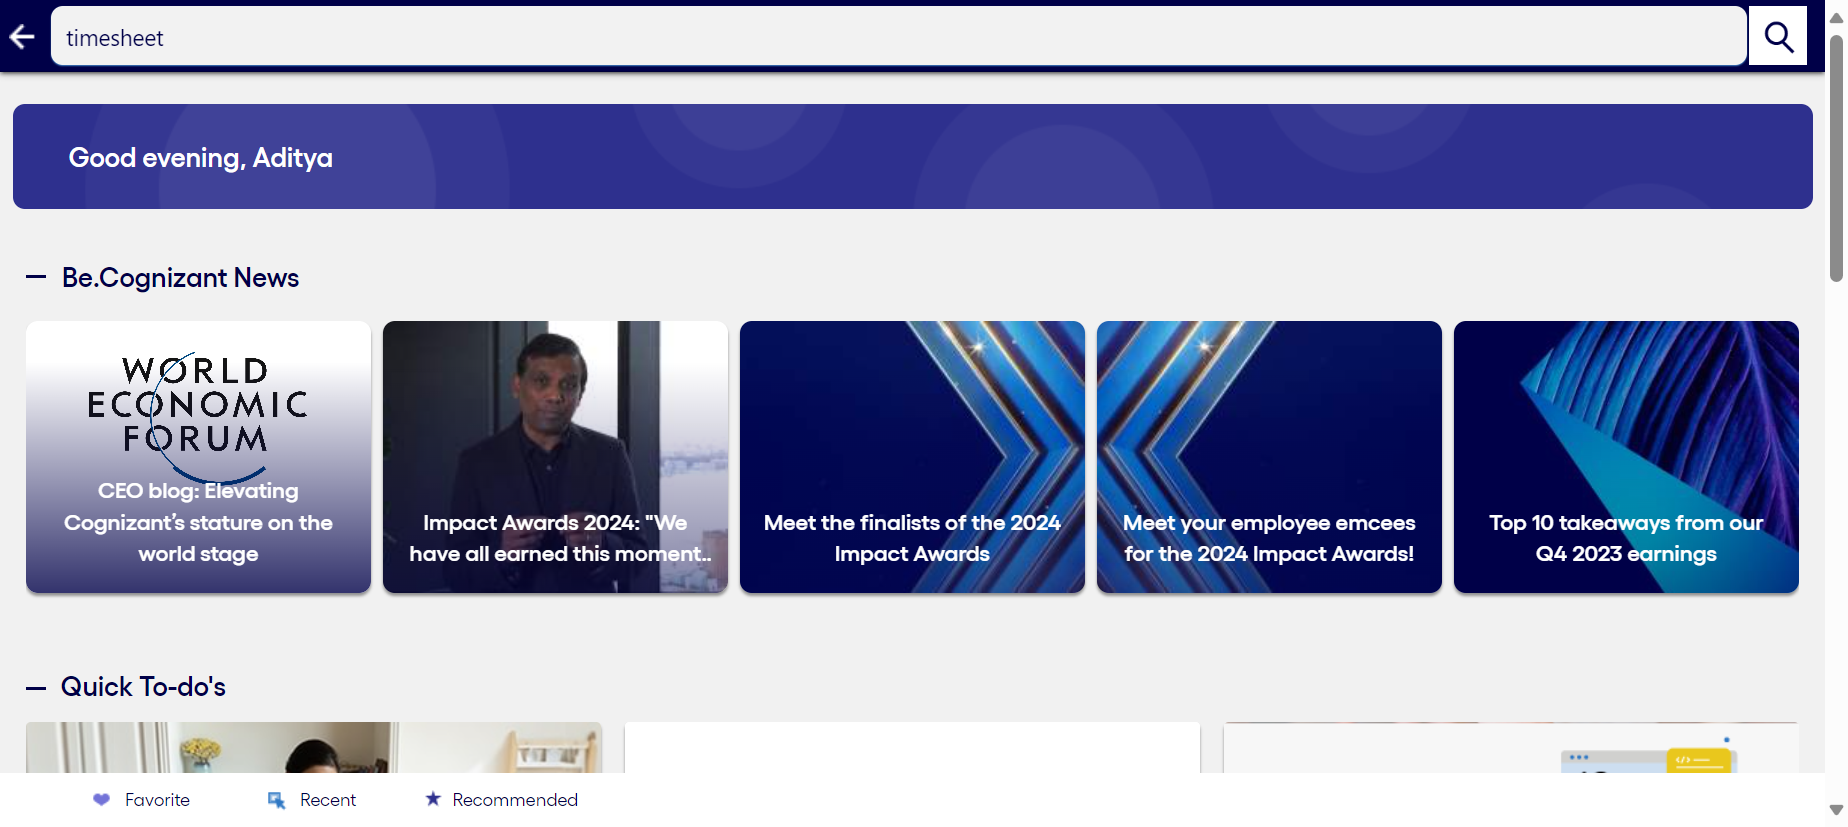 timesheet
Good evening, Aditya
Be.Cognizant News
WORLD
ECONOMIC
FORUM
CEO blog: Elevating
Cognizant’s stature on the
world stage
Impact Awards 2024: "We
have all earned this moment..
Meet the finalists of the 2024
Impact Awards
Meet your employee emcees
for the 2024 Impact Awards!
Top 10 takeaways from our
Q4 2023 earnings
Quick To-do's
Favorite
Recent
Recommended